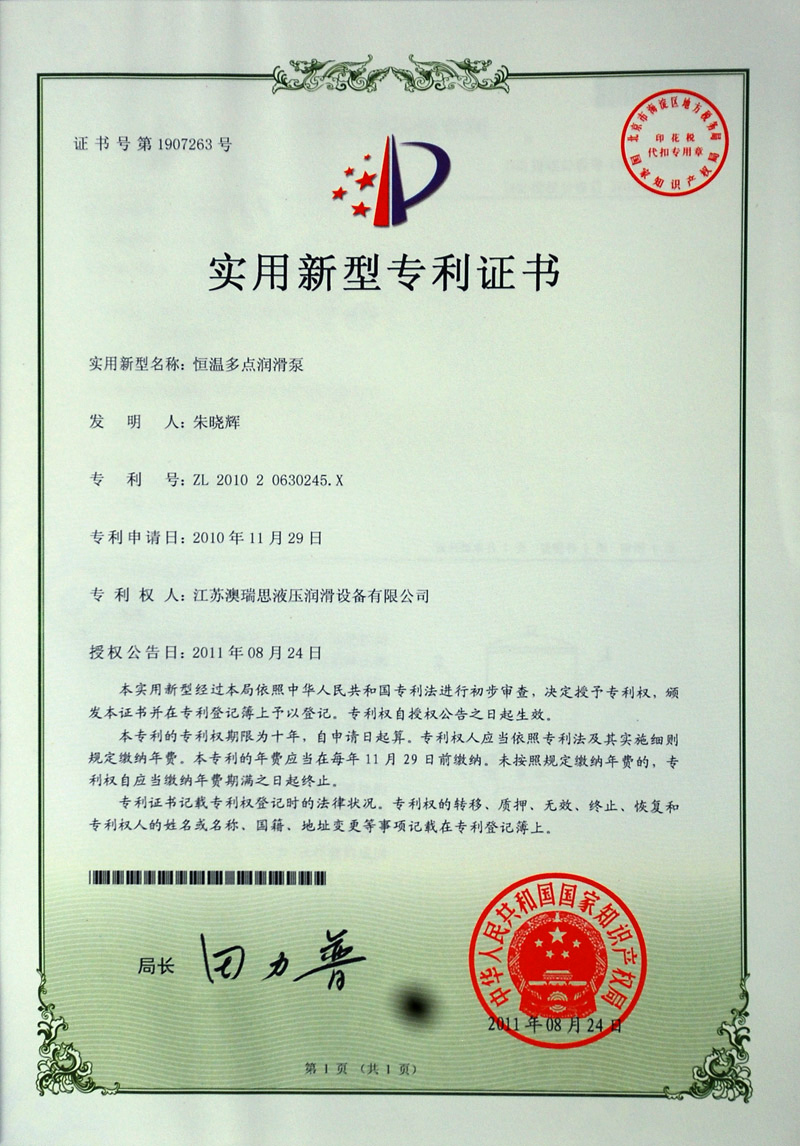 证书号第1907263号
北京市海淀区地方税务局
印花税
代扣专用章
国家知识产权局
实用新型专利证书
实用新型名称：恒温多点润滑泵
发明人：朱晓辉
专利号：ZL 2010 2 0630245.X
专利申请日：2010年11月29日
专利权人：江苏澳瑞思液压润滑设备有限公司
授权公告日：2011年08月24日
本实用新型经过本局依照中华人民共和国专利法进行初步审查，决定授予专利权，颁
发本证书并在专利登记簿上予以登记。专利权自授权公告之日起生效。
本专利的专利权期限为十年，自申请日起算。专利权人应当依照专利法及其实施细则
规定缴纳年费。本专利的年费应当在每年11月29日前缴纳。未按照规定缴纳年费的，专
利权自应当缴纳年费期满之日起终止。
专利证书记载专利权登记时的法律状况。专利权的转移、质押、无效、终止、恢复和
专利权人的姓名或名称、国籍、地址变更等事项记载在专利登记簿上。
局长 田力普
中华人民共和国国家知识产权局
2011年08月24日
第1页（共1页）